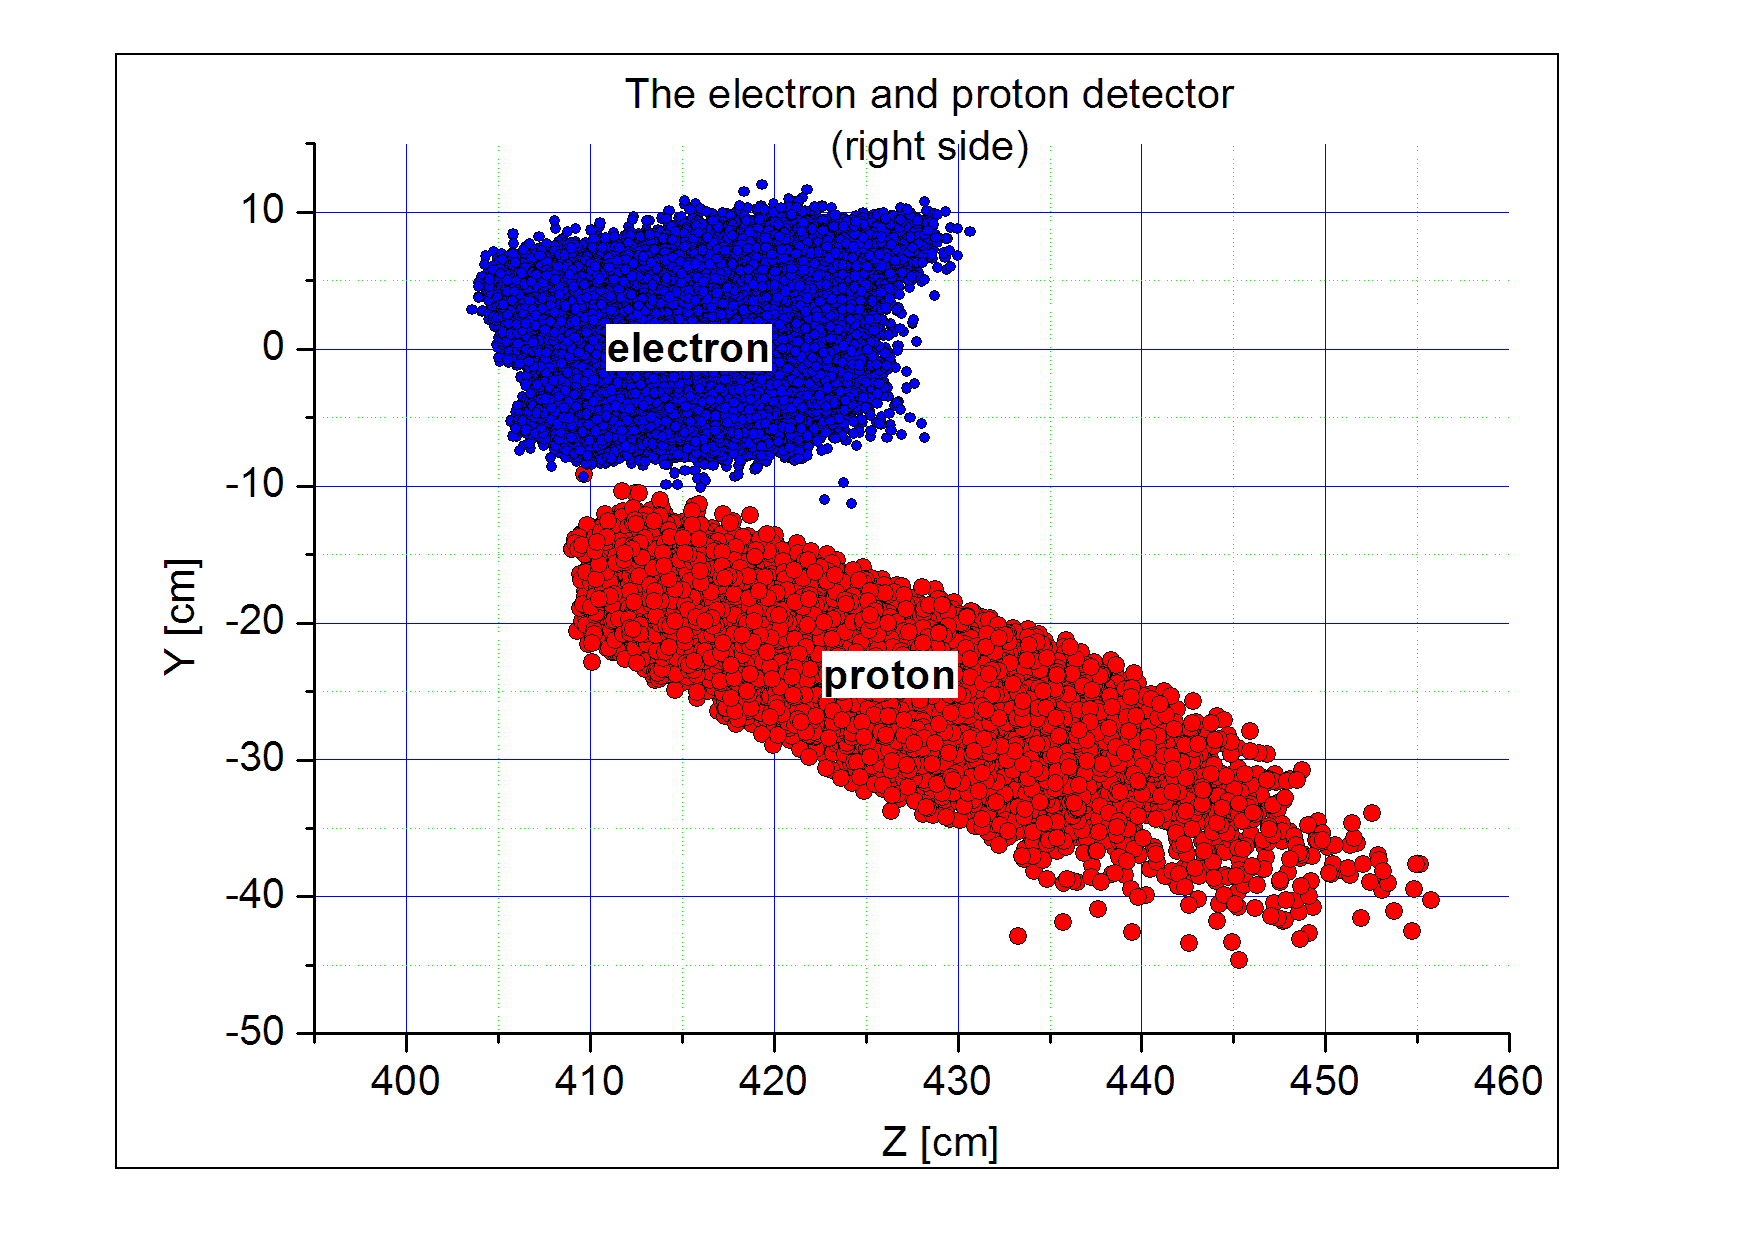 The electron and proton detector
(right side)
10
0
-10
-20
-30
-40
-50
Y [cm]
electron
proton
400 410 420 430 440 450 460
Z [cm]